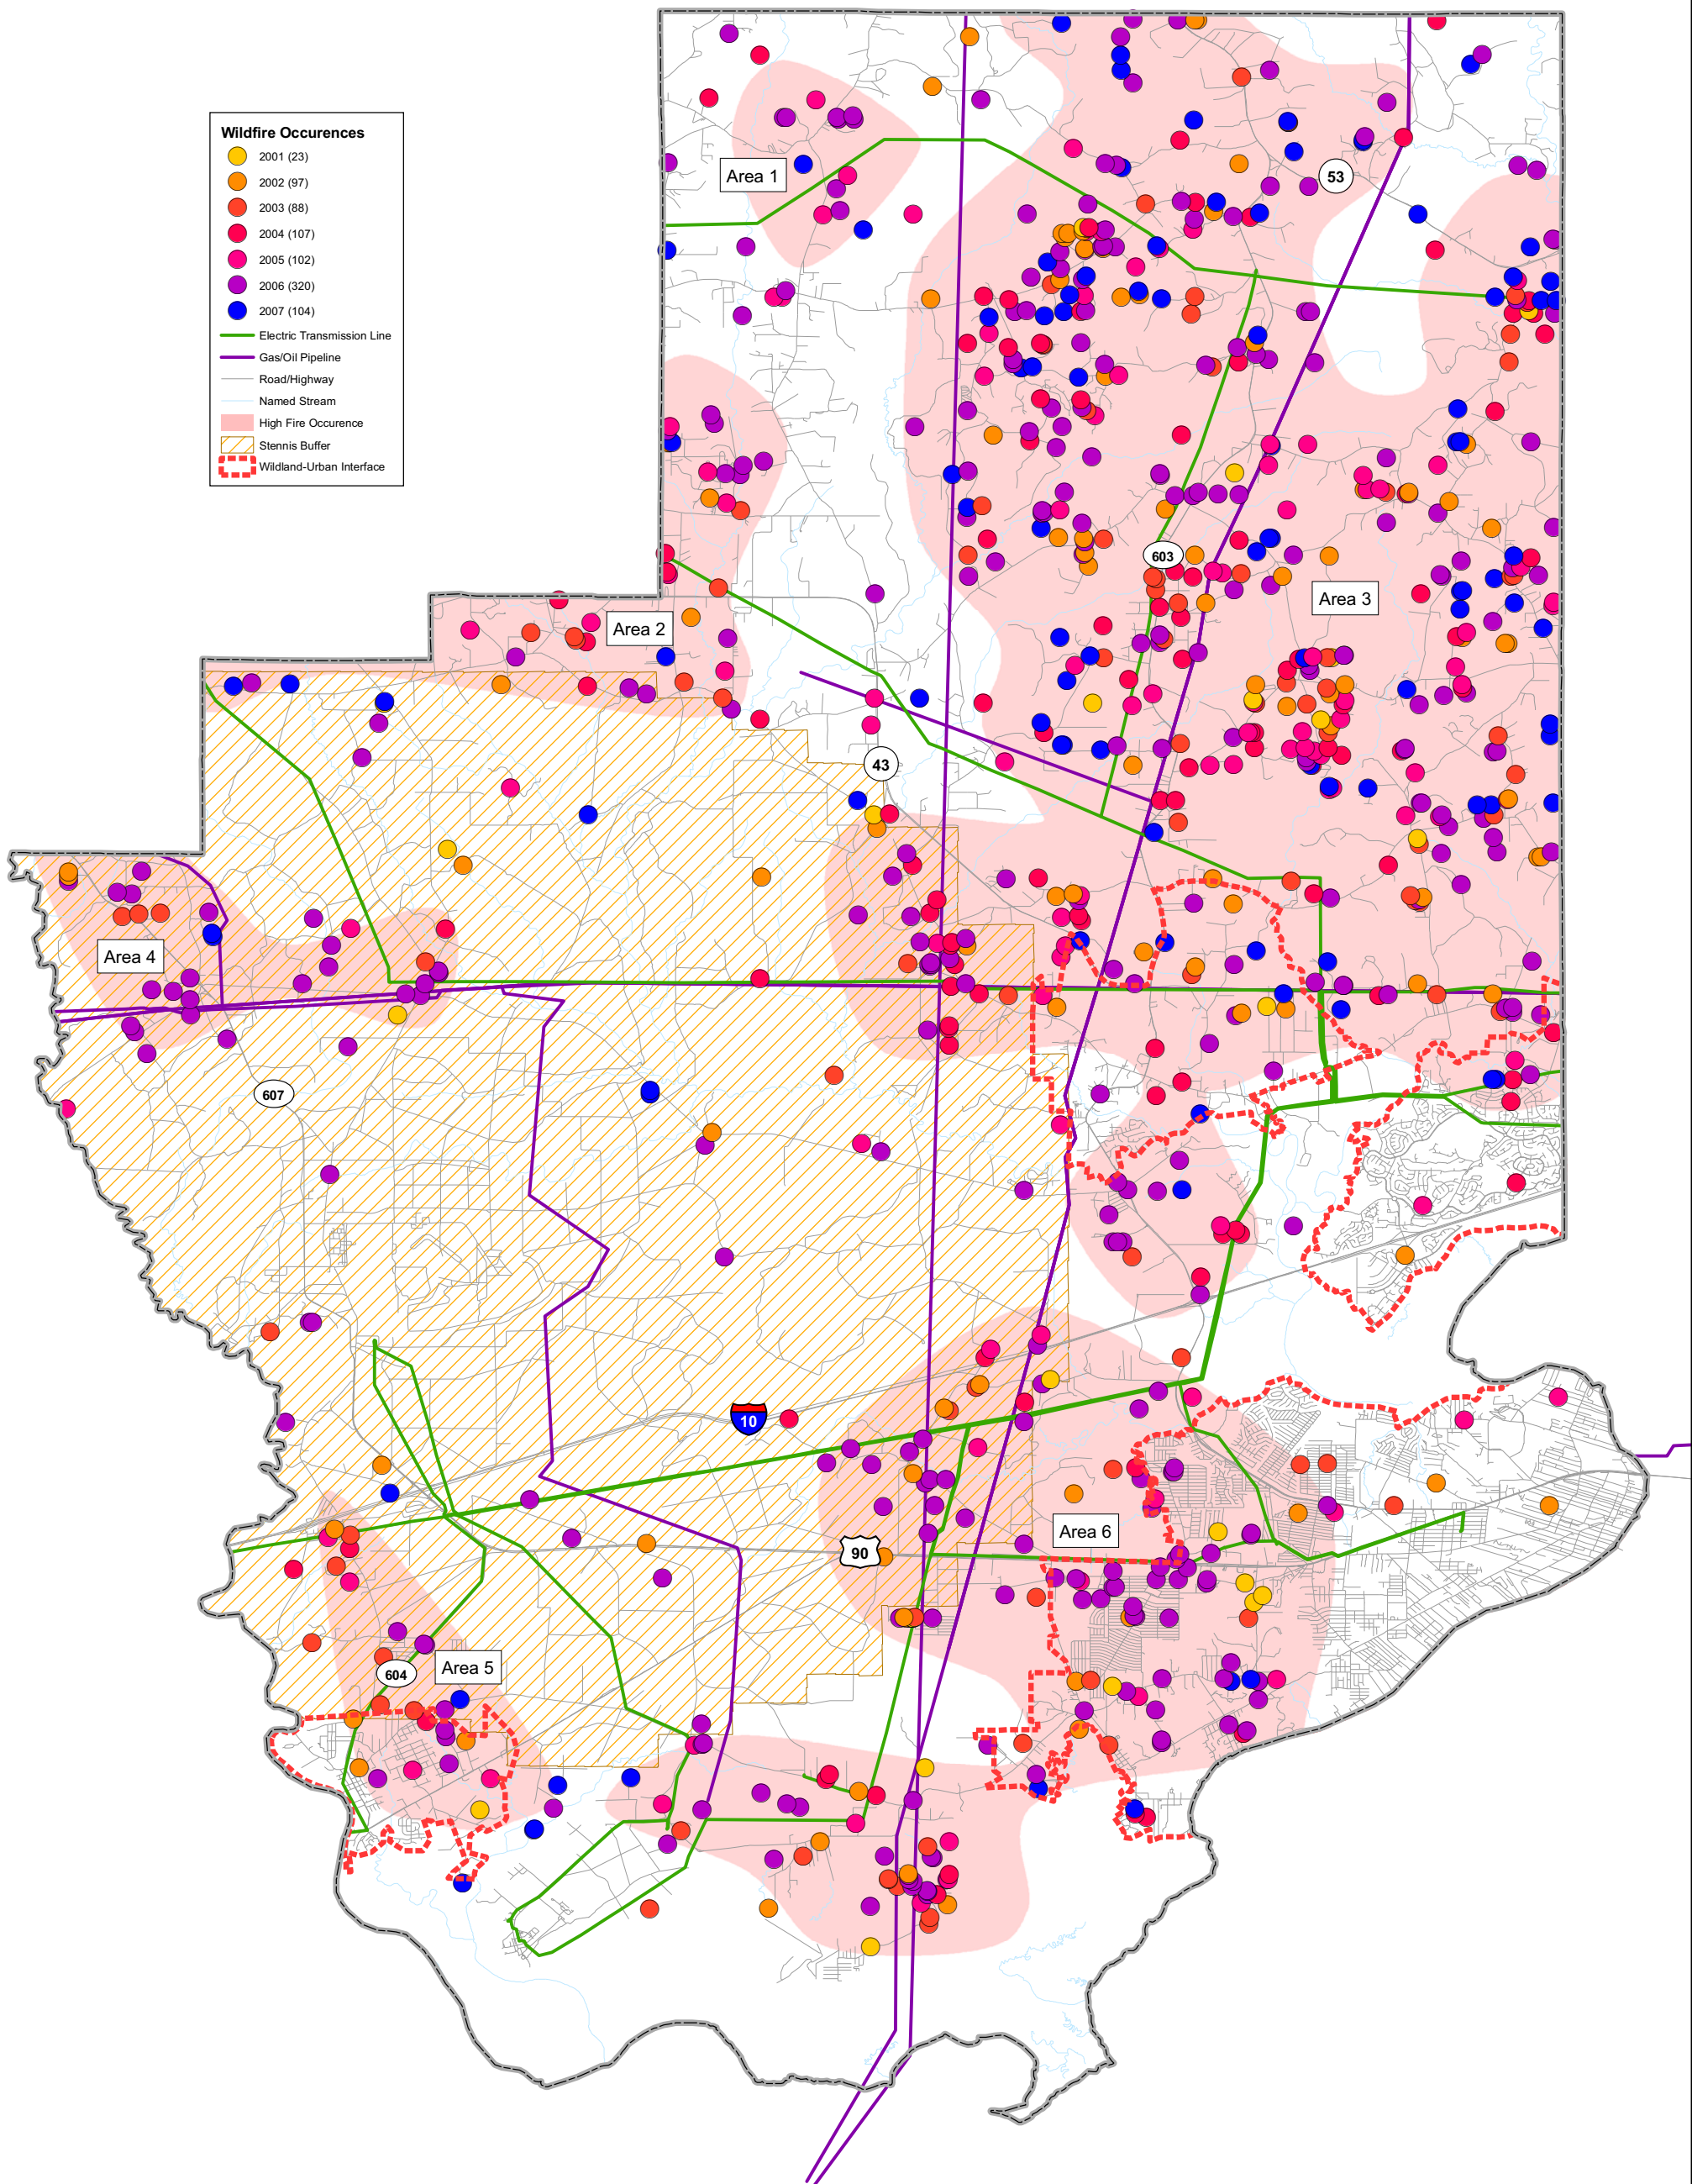 Wildfire Occurences
2001 (23)
2002 (97)
2003 (88)
2004 (107)
2005 (102)
2006 (320)
2007 (104)
Electric Transmission Line
Gas/Oil Pipeline
Road/Highway
Named Stream
High Fire Occurence
Stennis Buffer
Wildland-Urban Interface
Area 1
53
603
Area 3
Area 2
43
Area 4
607
10
90
Area 6
604
Area 5